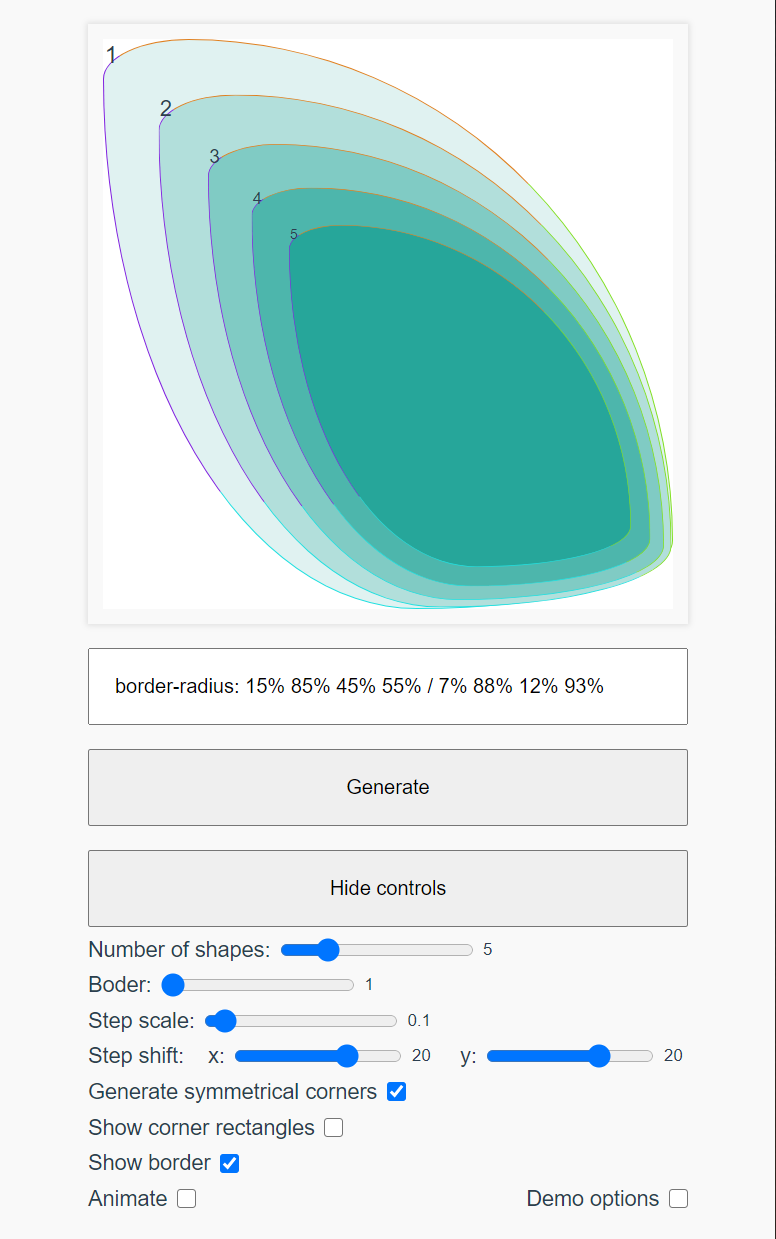 1
2
3
4
5
border-radius: 15% 85% 45% 55% / 7% 88% 12% 93%
Generate
Hide controls
Number of shapes: 5
Boder: 1
Step scale: 0.1
Step shift: x: 20 y: 20
Generate symmetrical corners
Show corner rectangles
Show border
Animate Demo options